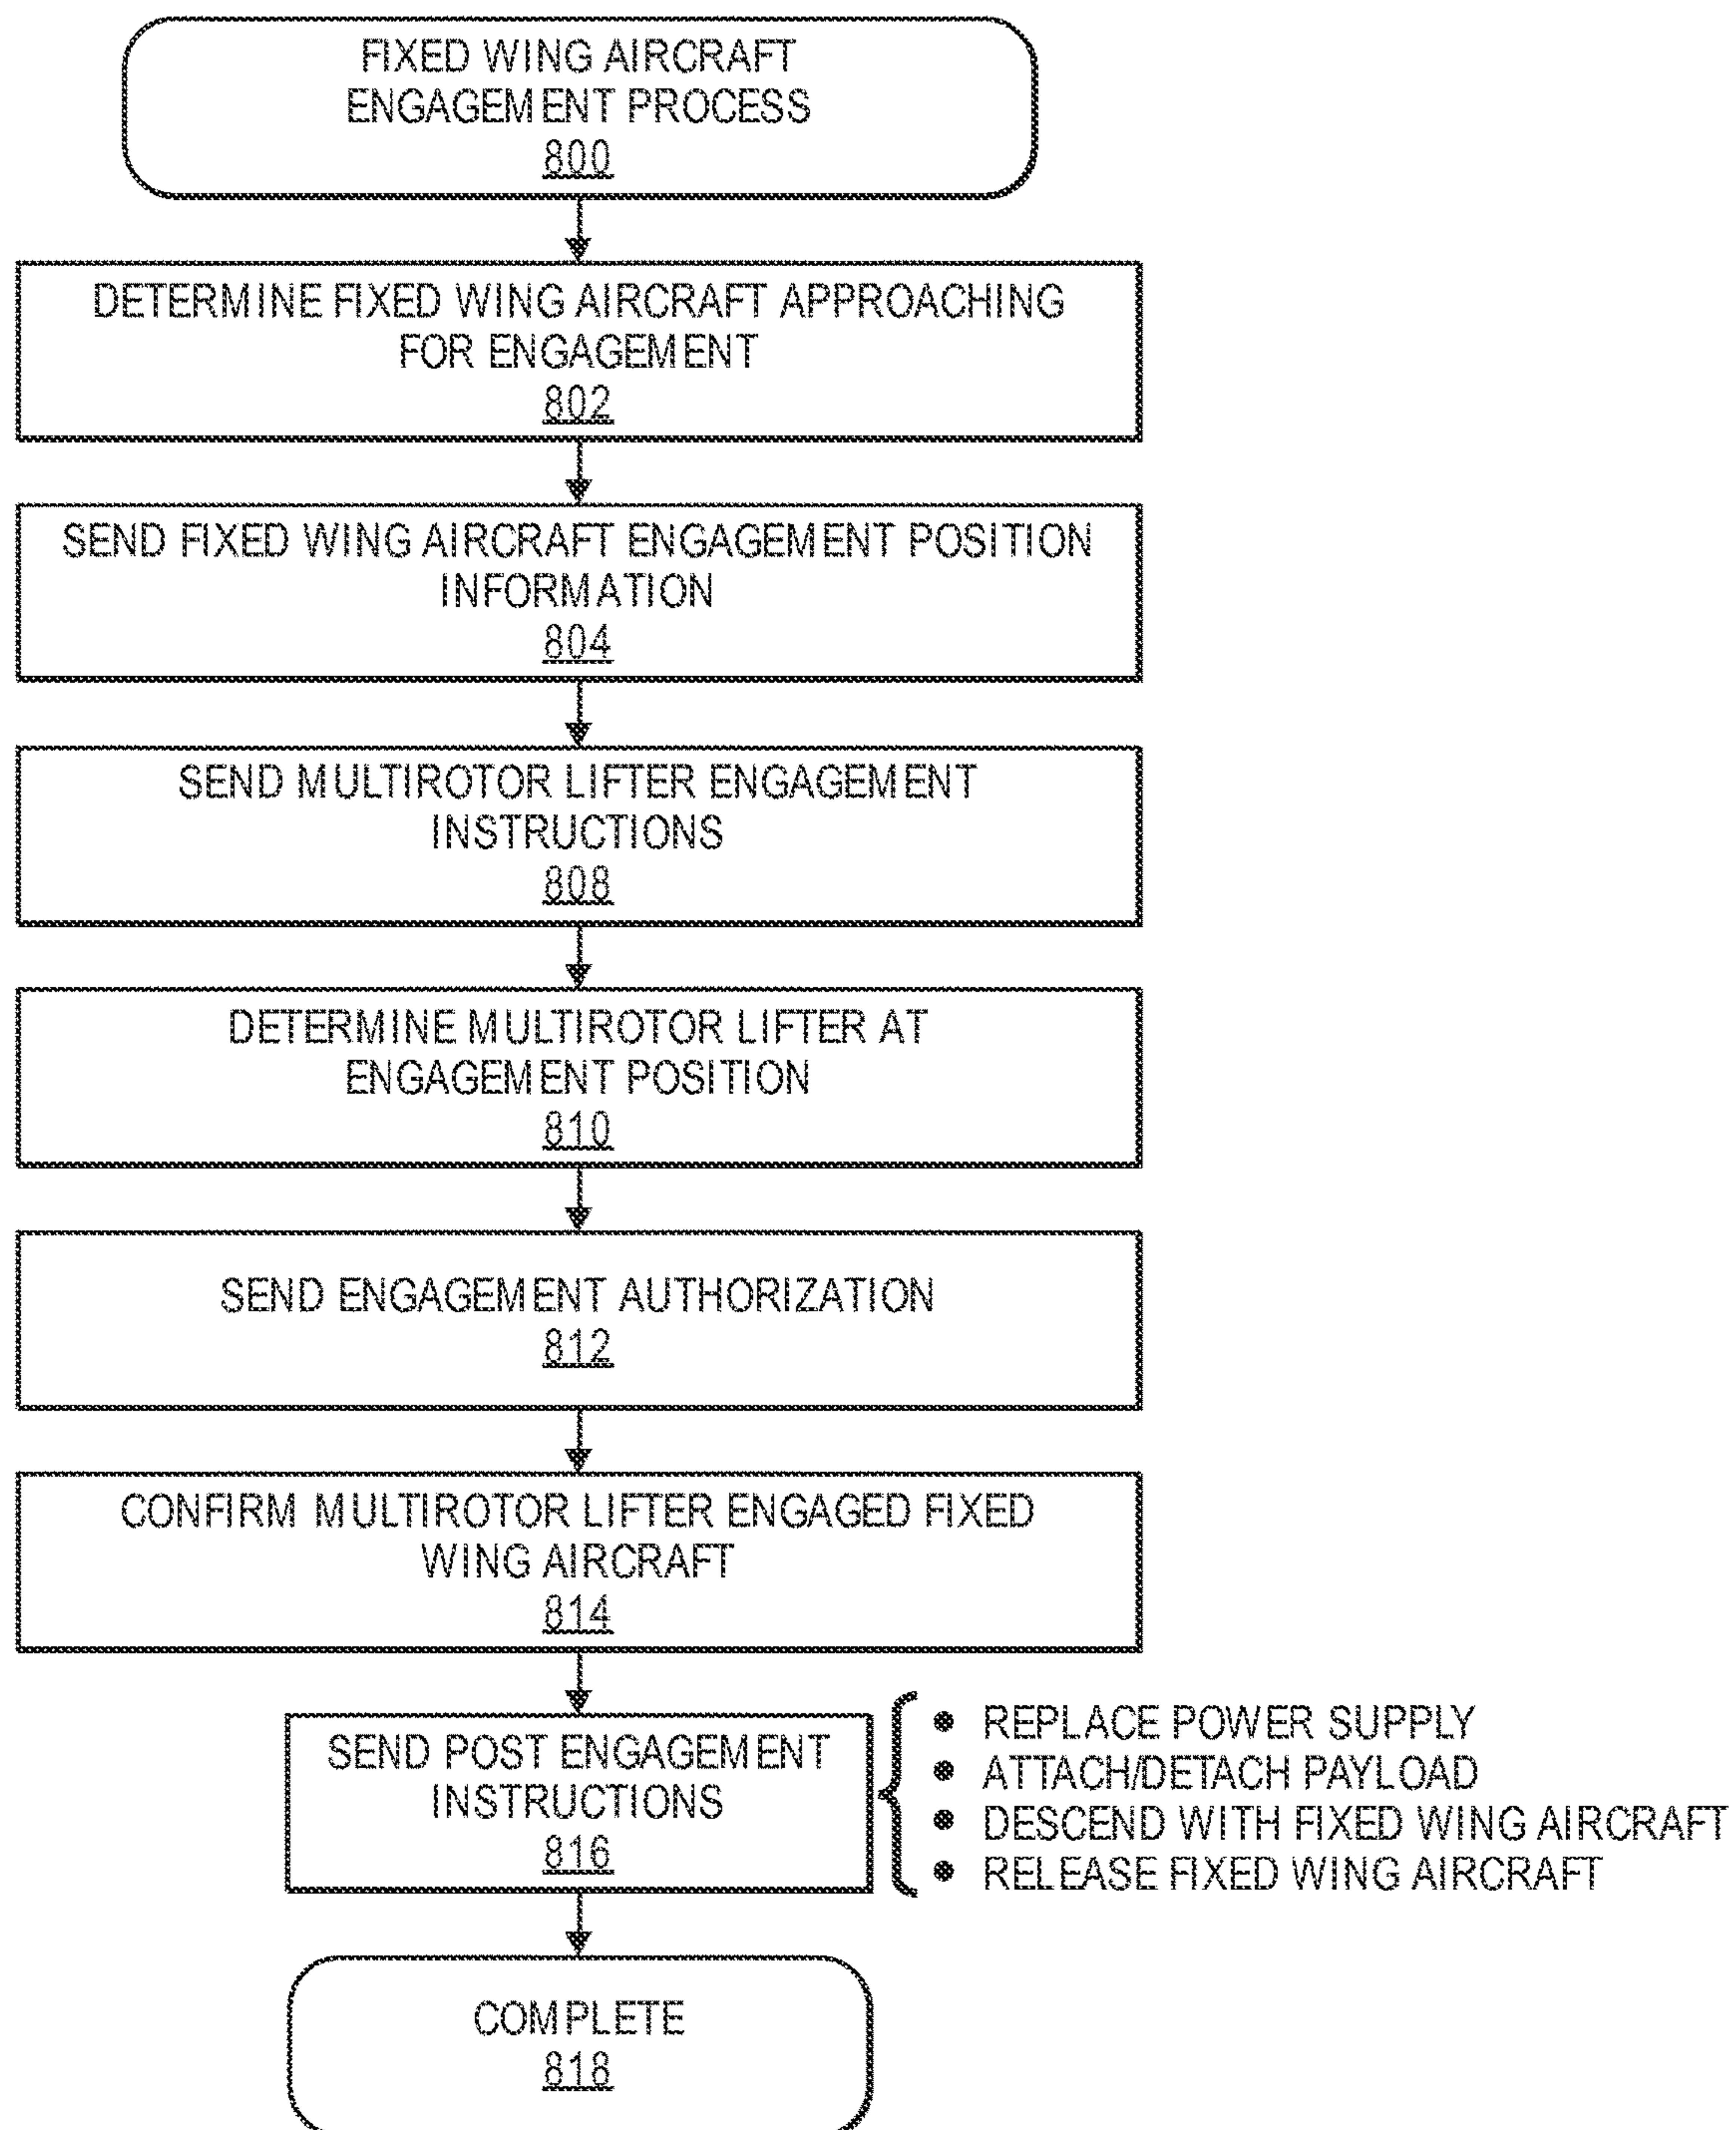 FIXED WING AIRCRAFT
ENGAGEMENT PROCESS
800
DETERMINE FIXED WING AIRCRAFT APPROACHING
FOR ENGAGEMENT
802
SEND FIXED WING AIRCRAFT ENGAGEMENT POSITION
INFORMATION
804
SEND MULTIROTOR LIFTER ENGAGEMENT
INSTRUCTIONS
808
DETERMINE MULTIROTOR LIFTER AT
ENGAGEMENT POSITION
810
SEND ENGAGEMENT AUTHORIZATION
812
CONFIRM MULTIROTOR LIFTER ENGAGED FIXED
WING AIRCRAFT
814
SEND POST ENGAGEMENT
INSTRUCTIONS
816
● REPLACE POWER SUPPLY
● ATTACH/DETACH PAYLOAD
● DESCEND WITH FIXED WING AIRCRAFT
● RELEASE FIXED WING AIRCRAFT
COMPLETE
818